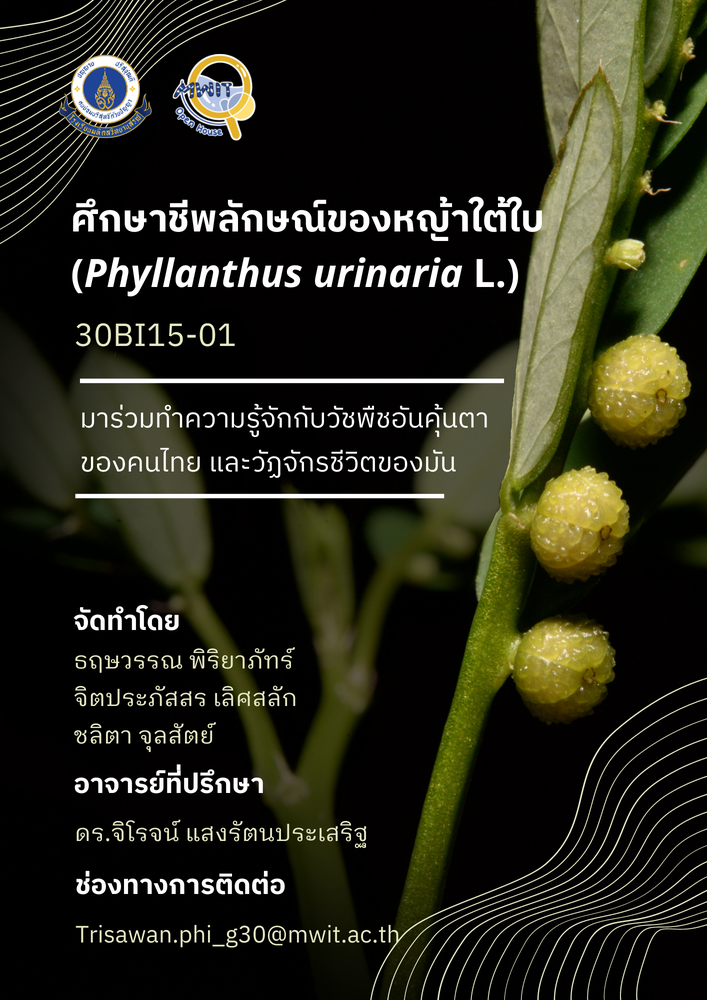 MWIT
Open House
ศึกษาชีพลักษณ์ของหญ้าใต้ใบ
(Phyllanthus urinaria L.)
30BI15-01
มาร่วมทำความรู้จักกับวัชพืชอันคุ้นตา
ของคนไทย และวัฏจักรชีวิตของมัน
จัดทำโดย
ธฤษวรรณ พิริยาภัทร์
จิตประภัสสร เลิศสลัก
ชลิตา จุลสัตย์
อาจารย์ที่ปรึกษา
ดร.จิโรจน์ แสงรัตนประเสริฐ
ช่องทางการติดต่อ
Trisawan.phi_g30@mwit.ac.th